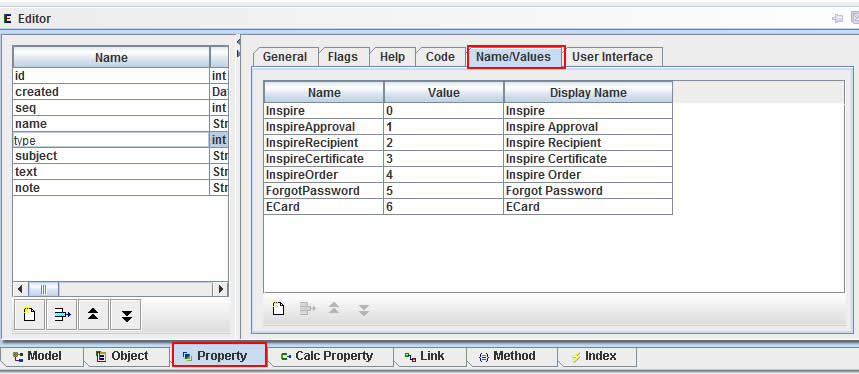 E Editor
Name
id int
created Da
seq int
name Str
type int
subject Str
text Str
note Str
General Flags Help Code Name/Values User Interface
Name Value Display Name
Inspire 0 Inspire
InspireApproval 1 Inspire Approval
InspireRecipient 2 Inspire Recipient
InspireCertificate 3 Inspire Certificate
InspireOrder 4 Inspire Order
ForgotPassword 5 Forgot Password
ECard 6 ECard
Model Object Property Calc Property Link Method Index